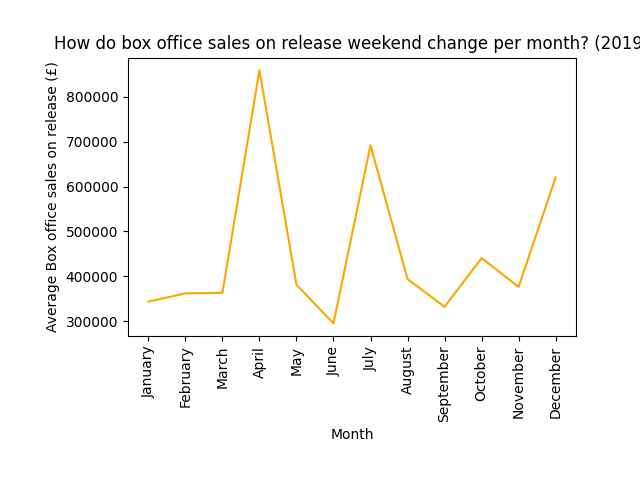 How do box office sales on release weekend change per month? (2019
Average Box office sales on release (£)
800000
700000
600000
500000
400000
300000
January
February
March
April
May
June
July
August
September
October
November
December
Month